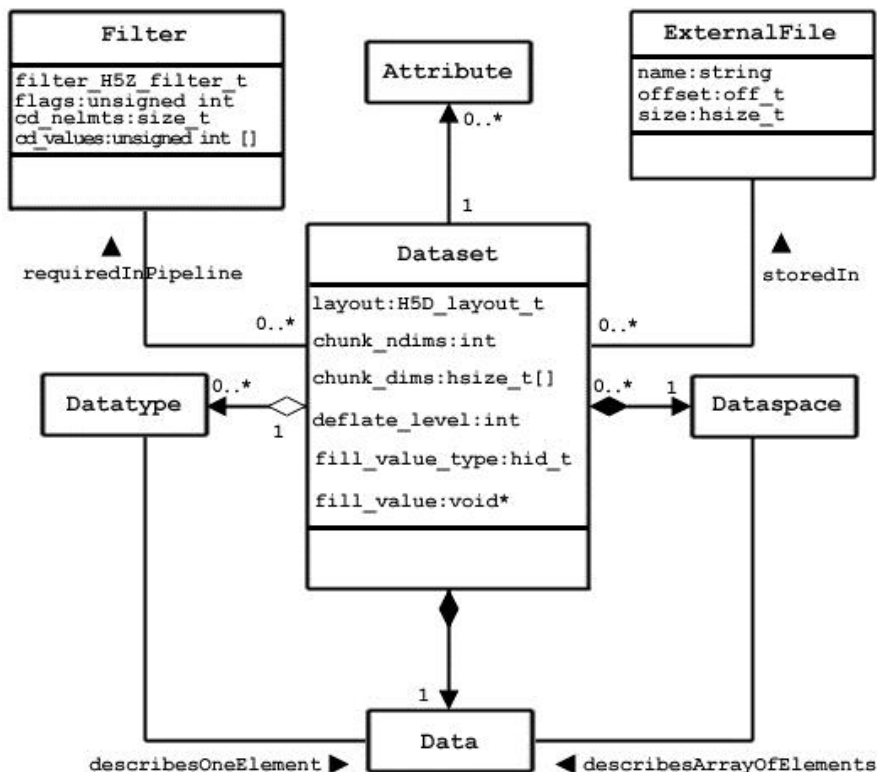 Filter
filter_H5Z_filter_t
flags:unsigned int
cd_nelmts:size_t
cd_values:unsigned int []
Attribute
0..*
1
ExternalFile
name:string
offset:off_t
size:hsize_t
requiredInPipeline
0..*
storedIn
0..*
Dataset
layout:H5D_layout_t
chunk_ndims:int
chunk_dims:hsize_t[]
deflate_level:int
fill_value_type:hid_t
fill_value:void*
Datatype
0..*
1
0..*
1
Dataspace
1
Data
describesOneElement
describesArrayOfElements